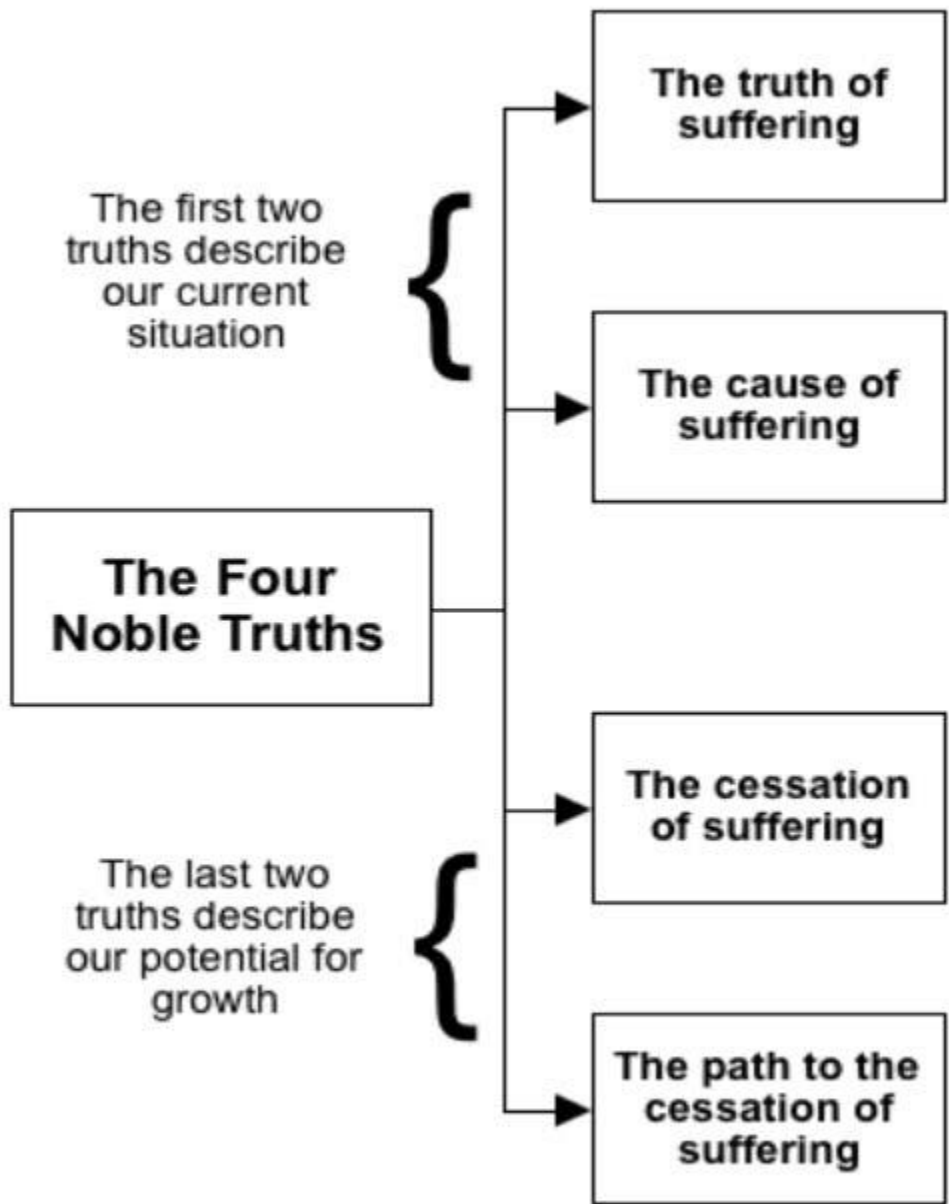 The truth of
suffering
The first two
truths describe
our current
situation
The cause of
suffering
The Four
Noble Truths
The cessation
of suffering
The last two
truths describe
our potential for
growth
The path to the
cessation of
suffering